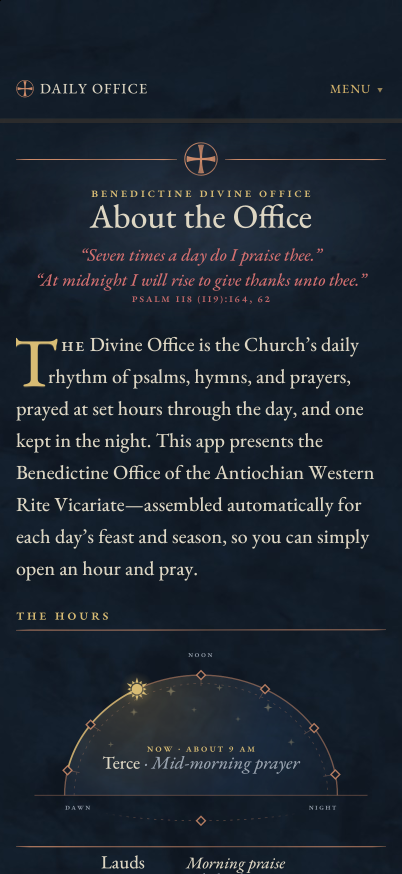 DAILY OFFICE
MENU ▼
BENEDICTINE DIVINE OFFICE
About the Office
“Seven times a day do I praise thee.”
“At midnight I will rise to give thanks unto thee.”
PSALM 118 (119):164, 62
THE Divine Office is the Church’s daily
rhythm of psalms, hymns, and prayers,
prayed at set hours through the day, and one
kept in the night. This app presents the
Benedictine Office of the Antiochian Western
Rite Vicariate—assembled automatically for
each day’s feast and season, so you can simply
open an hour and pray.
THE HOURS
NOON
NOW · ABOUT 9 AM
Terce · Mid-morning prayer
DAWN
NIGHT
Lauds
Morning praise